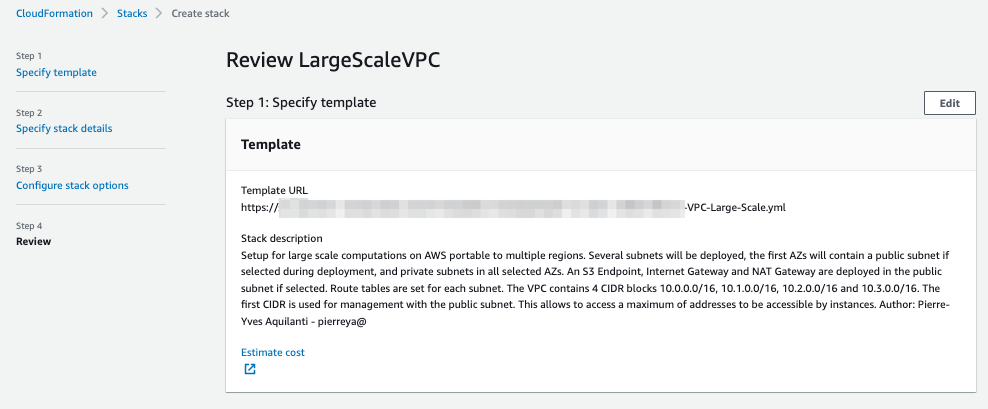 CloudFormation > Stacks > Create stack
Step 1
Specify template
Step 2
Specify stack details
Step 3
Configure stack options
Step 4
Review
Review LargeScaleVPC
Step 1: Specify template
Edit
Template
Template URL
https:// -VPC-Large-Scale.yml
Stack description
Setup for large scale computations on AWS portable to multiple regions. Several subnets will be deployed, the first AZs will contain a public subnet if
selected during deployment, and private subnets in all selected AZs. An S3 Endpoint, Internet Gateway and NAT Gateway are deployed in the public
subnet if selected. Route tables are set for each subnet. The VPC contains 4 CIDR blocks 10.0.0.0/16, 10.1.0.0/16, 10.2.0.0/16 and 10.3.0.0/16. The
first CIDR is used for management with the public subnet. This allows to access a maximum of addresses to be accessible by instances. Author: Pierre-
Yves Aquilanti - pierreya@
Estimate cost